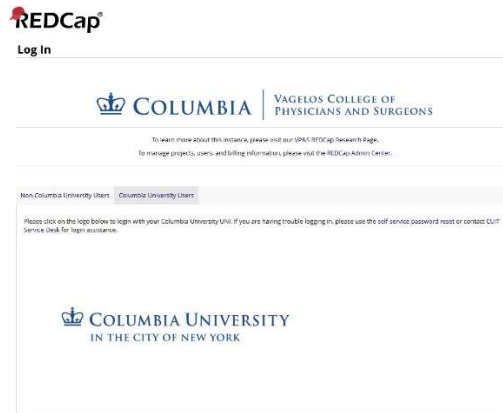 REDCap
Log In
COLUMBIA
VAGELOS COLLEGE OF
PHYSICIANS AND SURGEONS
To learn more about this instance, please visit our VP&S REDCap Research Page.
To manage projects, users, and billing information, please visit the REDCap Admin Center.
Non-Columbia University Users Columbia University Users
Please click on the logo below to login with your Columbia University UNI. If you are having trouble logging in, please use the self-service password reset or contact CUIT
Service Desk for login assistance.
COLUMBIA UNIVERSITY
IN THE CITY OF NEW YORK